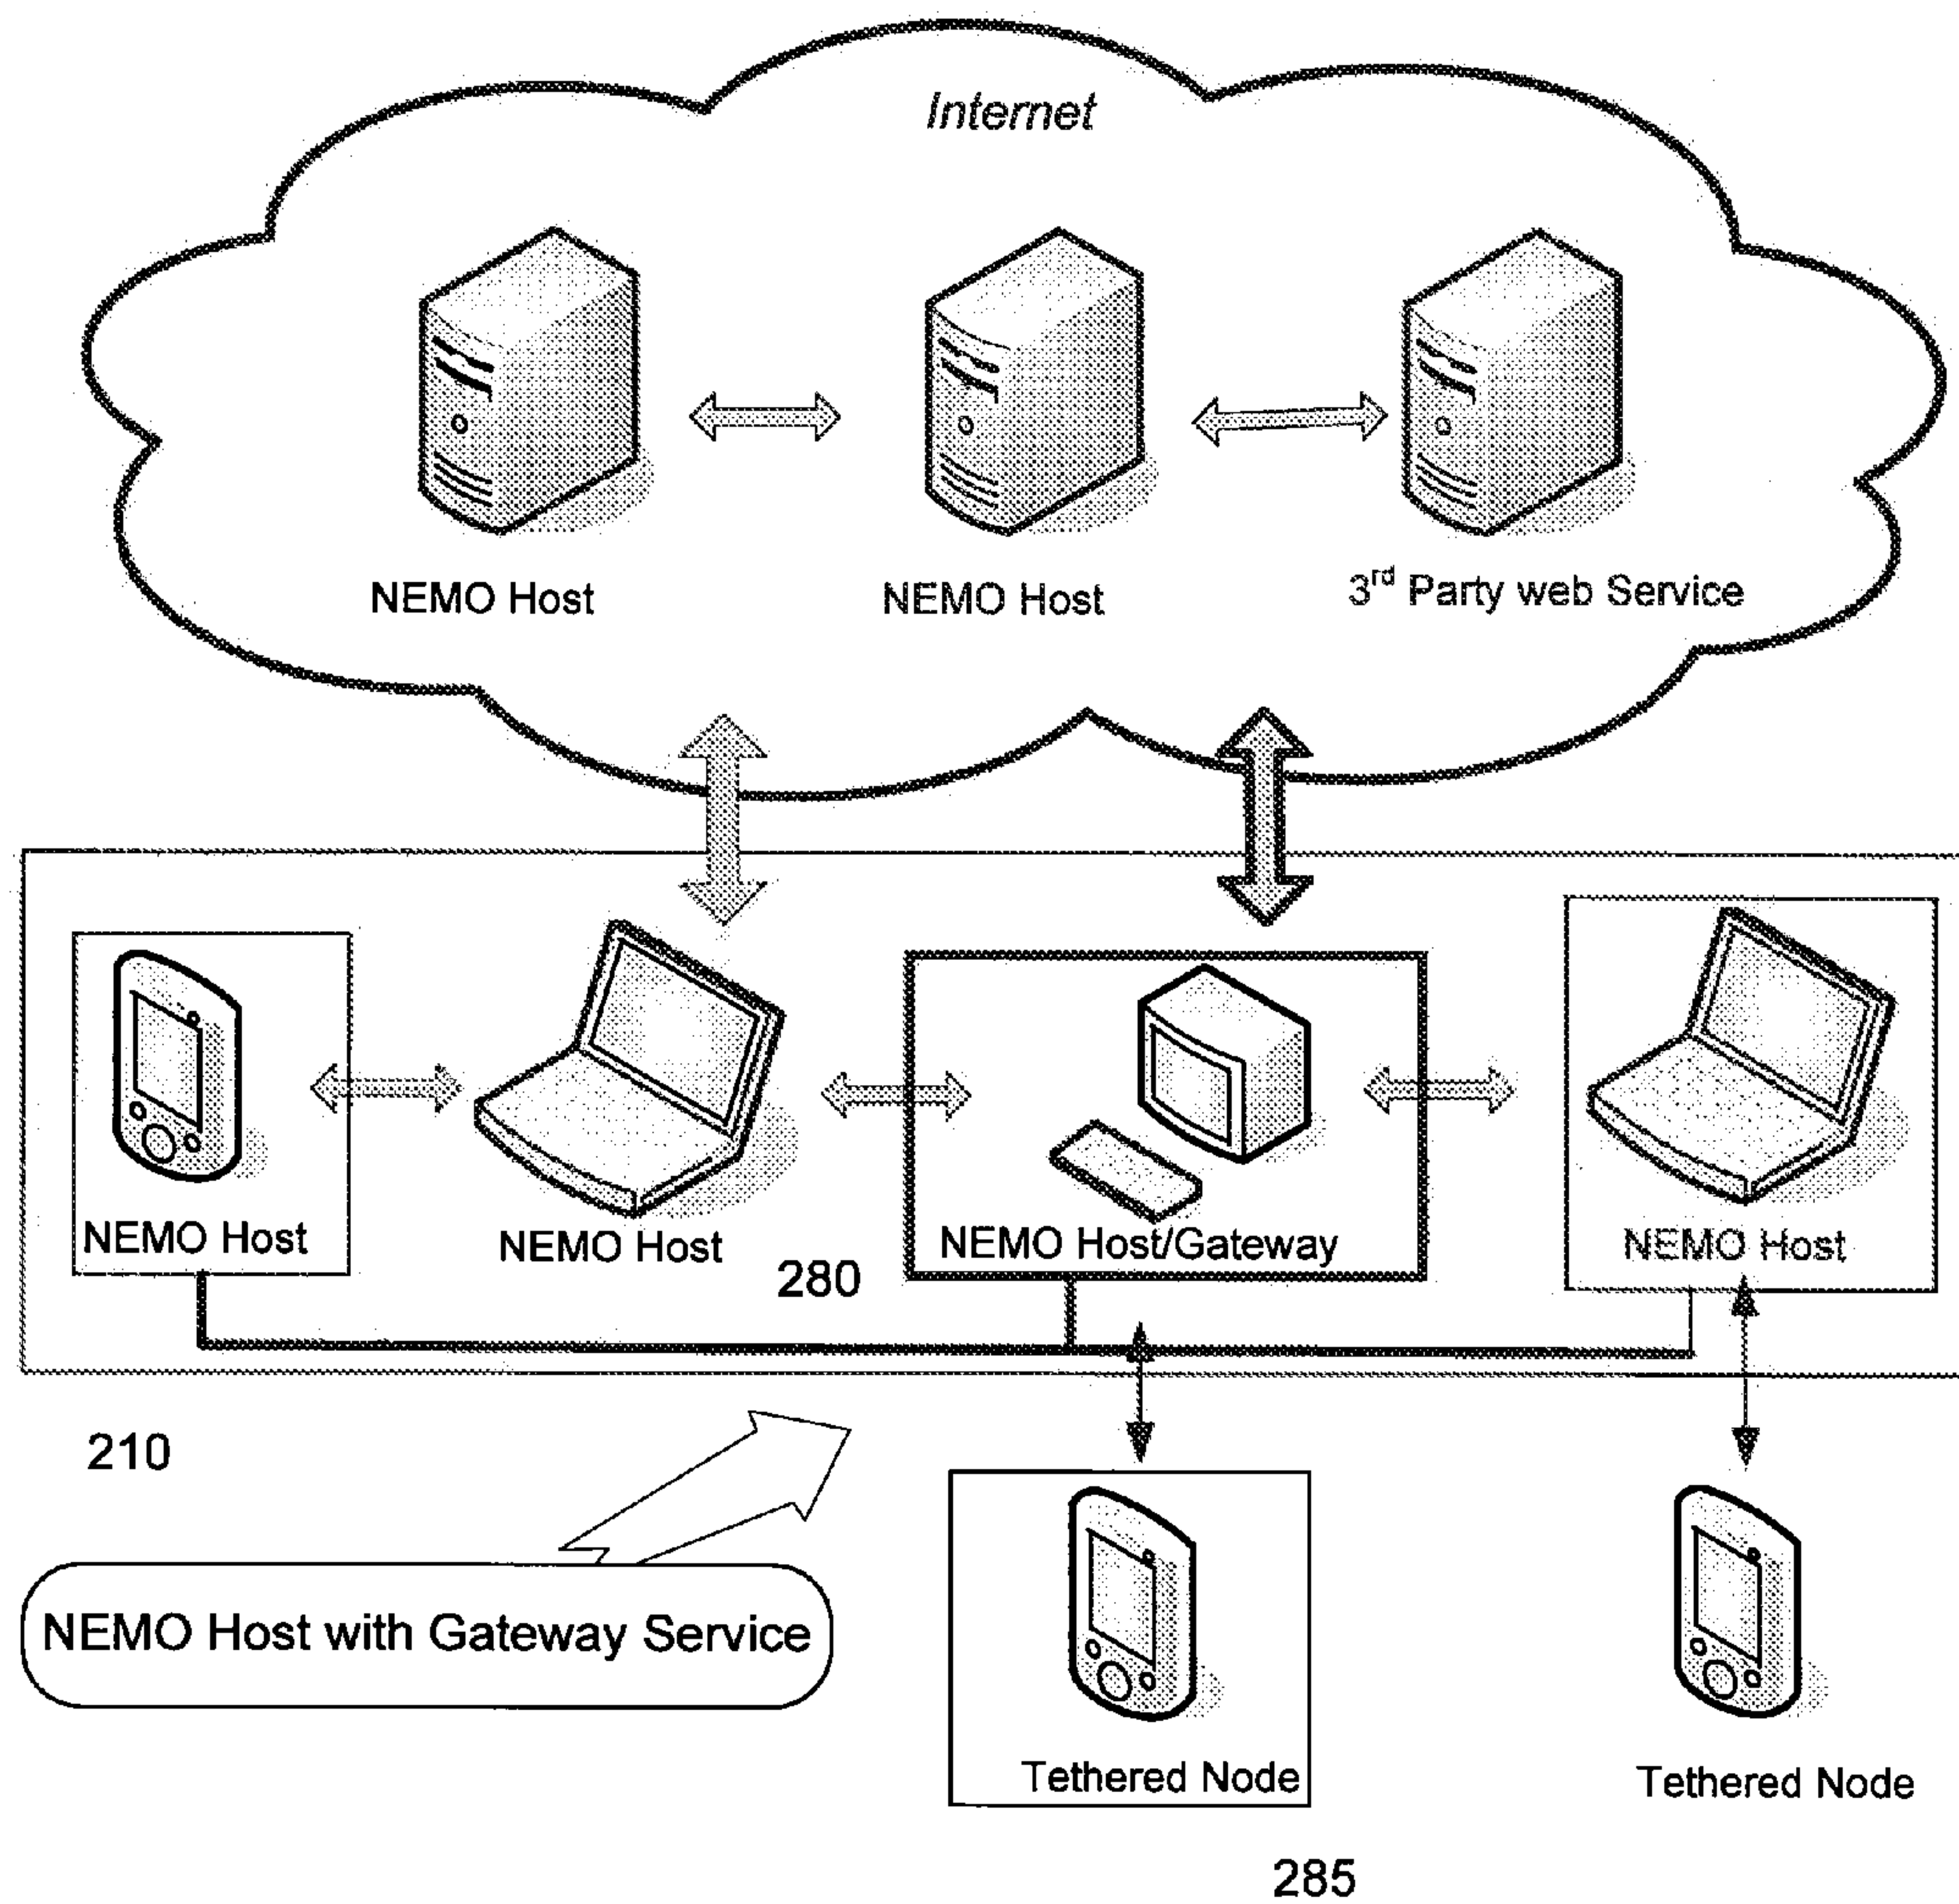 Internet
NEMO Host
NEMO Host
3rd Party web Service
NEMO Host
NEMO Host
280
NEMO Host/Gateway
NEMO Host
210
NEMO Host with Gateway Service
Tethered Node
Tethered Node
285